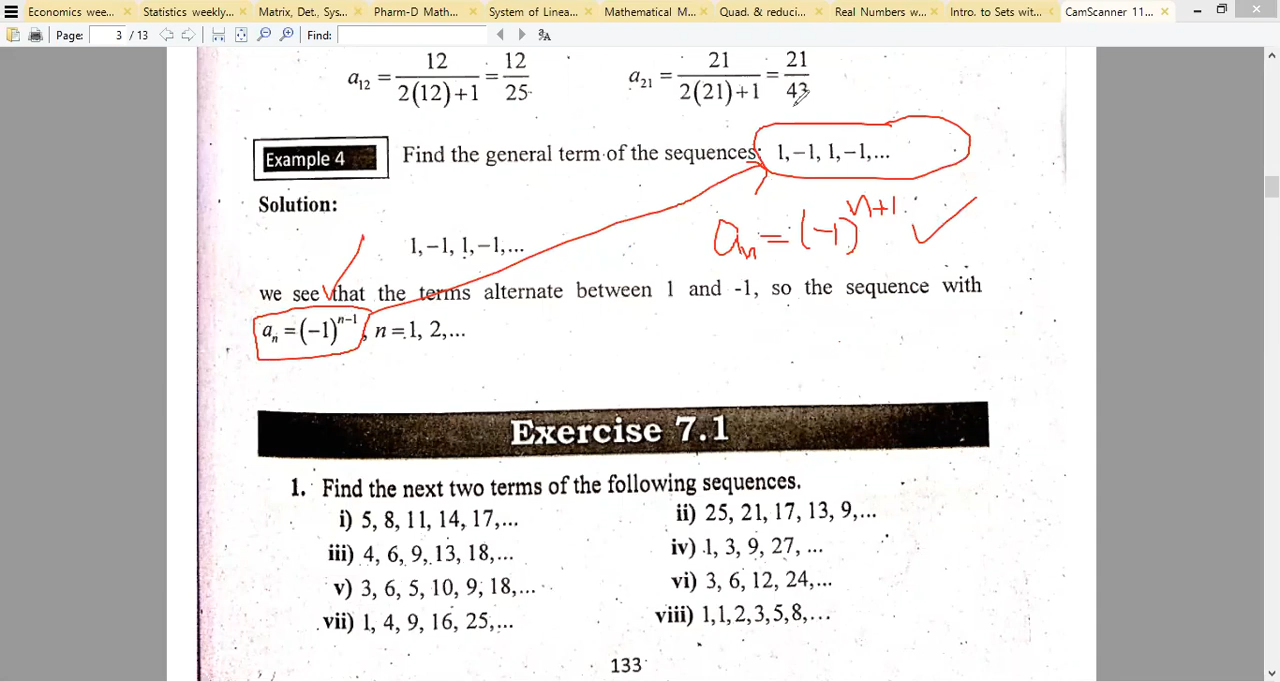 Economics wee... Statistics weekly... Matrix, Det., Sys... Pharm-D Math... System of Linea... Mathematical M... Quad. & reduci... Real Numbers w... Intro. to Sets wit... CamScanner 11...
Page: 3 / 13 Find:
a₁₂ = 12/(2(12)+1) = 12/25 a₂₁ = 21/(2(21)+1) = 21/43
Example 4 Find the general term of the sequences: 1, −1, 1, −1,...
Solution:
aₙ = (−1)ⁿ⁺¹
1, −1, 1, −1,...
we see that the terms alternate between 1 and -1, so the sequence with
aₙ = (−1)ⁿ⁻¹, n = 1, 2,...
Exercise 7.1
1. Find the next two terms of the following sequences.
i) 5, 8, 11, 14, 17,... ii) 25, 21, 17, 13, 9,...
iii) 4, 6, 9, 13, 18,... iv) 1, 3, 9, 27, ...
v) 3, 6, 5, 10, 9, 18,... vi) 3, 6, 12, 24,...
vii) 1, 4, 9, 16, 25,... viii) 1,1,2,3,5,8,...
133